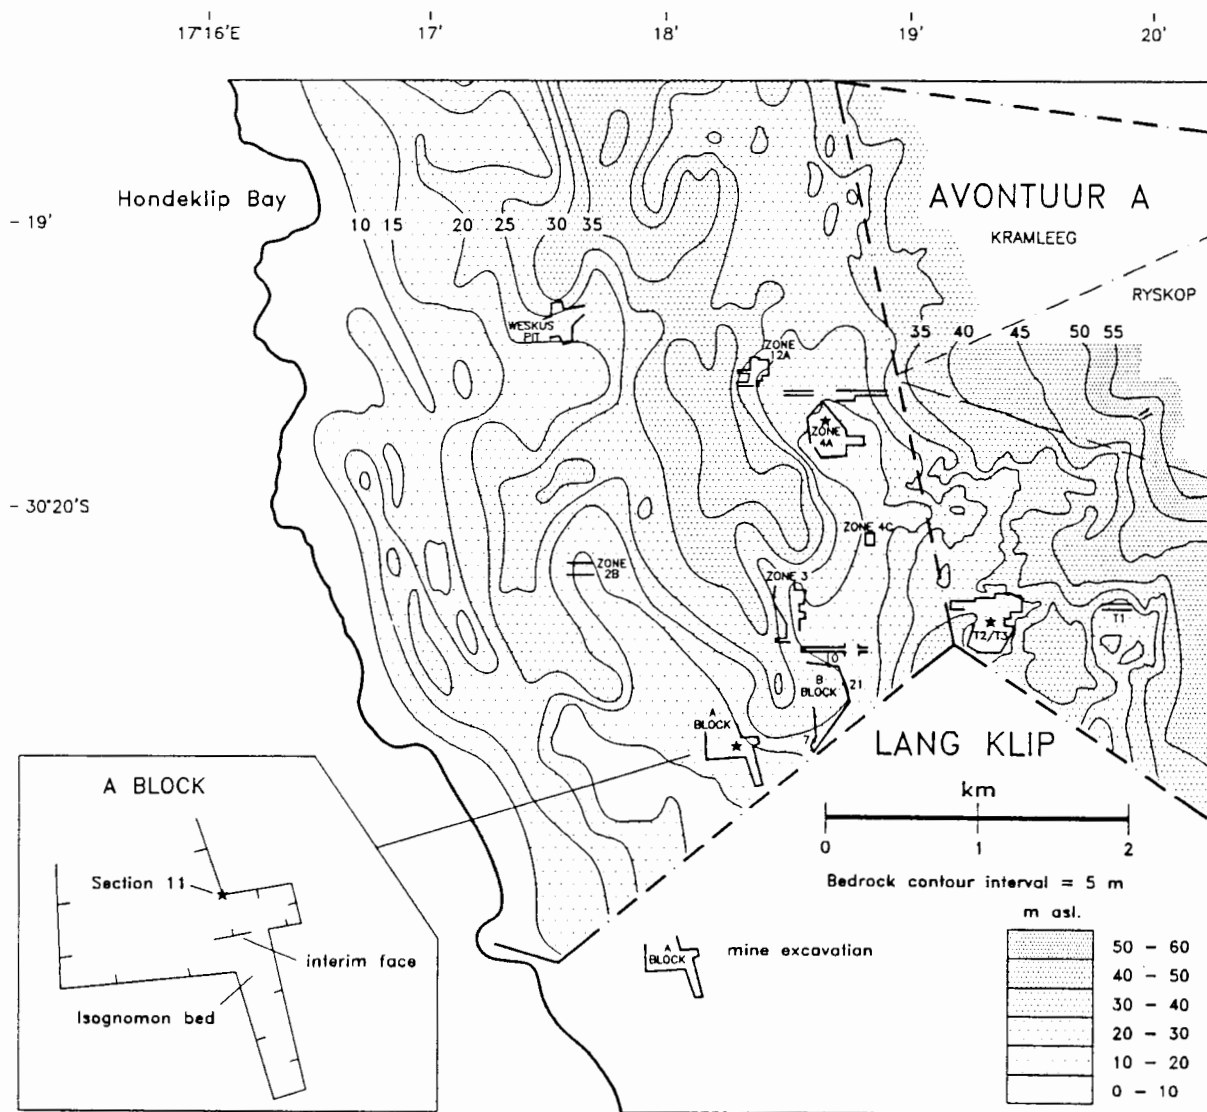 17°16'E 17' 18' 19' 20'
Hondeklip Bay
- 19'
10 15 20 25 30 35
AVONTUUR A
KRAMLEEG
RYSKOP
WESKUS
PIT
ZONE
12A
35 40 45 50 55
ZONE
4A
- 30°20'S
ZONE 4C
ZONE
2B
ZONE 3
T2/T3
T1
10
B
BLOCK
21
A
BLOCK
7
LANG KLIP
km
0 1 2
Bedrock contour interval = 5 m
m asl.
50 - 60
40 - 50
30 - 40
20 - 30
10 - 20
0 - 10
A
BLOCK
mine excavation
A BLOCK
Section 11
interim face
Isognomon bed